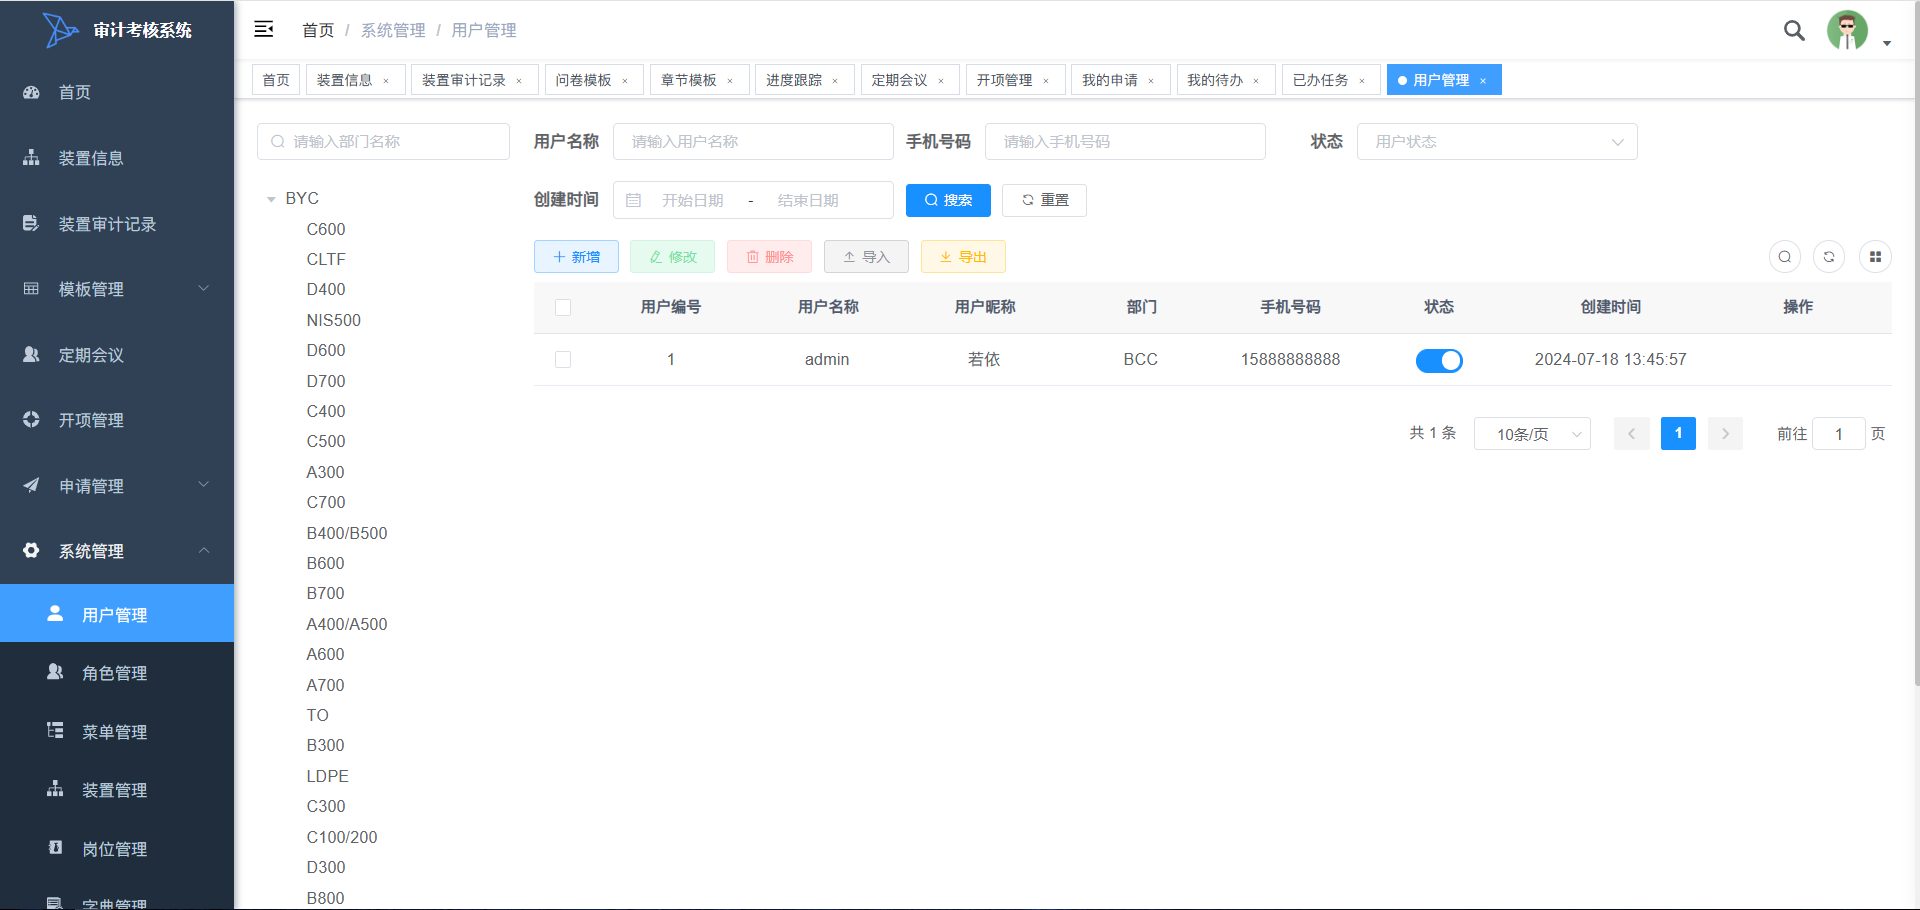 审计考核系统
首页
装置信息
装置审计记录
模板管理
定期会议
开项管理
申请管理
系统管理
用户管理
角色管理
菜单管理
装置管理
岗位管理
字典管理
首页 / 系统管理 / 用户管理
首页 装置信息 × 装置审计记录 × 问卷模板 × 章节模板 × 进度跟踪 × 定期会议 × 开项管理 × 我的申请 × 我的待办 × 已办任务 × 用户管理 ×
请输入部门名称
BYC
C600
CLTF
D400
NIS500
D600
D700
C400
C500
A300
C700
B400/B500
B600
B700
A400/A500
A600
A700
TO
B300
LDPE
C300
C100/200
D300
B800
用户名称 请输入用户名称 手机号码 请输入手机号码 状态 用户状态
创建时间 开始日期 - 结束日期 搜索 重置
新增 修改 删除 导入 导出
用户编号 用户名称 用户昵称 部门 手机号码 状态 创建时间 操作
1 admin 若依 BCC 15888888888 2024-07-18 13:45:57
共 1 条 10条/页 1 前往 1 页